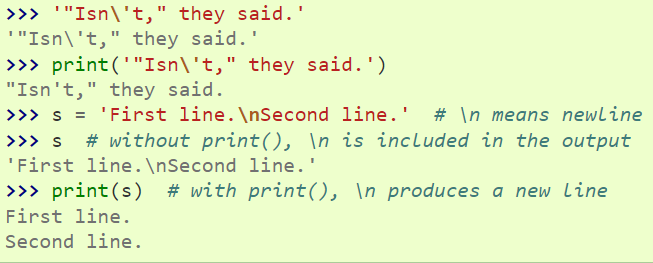 >>> '"Isn\'t," they said.'
'"Isn\'t," they said.'
>>> print('"Isn\'t," they said.')
"Isn't," they said.
>>> s = 'First line.\nSecond line.'  # \n means newline
>>> s  # without print(), \n is included in the output
'First line.\nSecond line.'
>>> print(s)  # with print(), \n produces a new line
First line.
Second line.